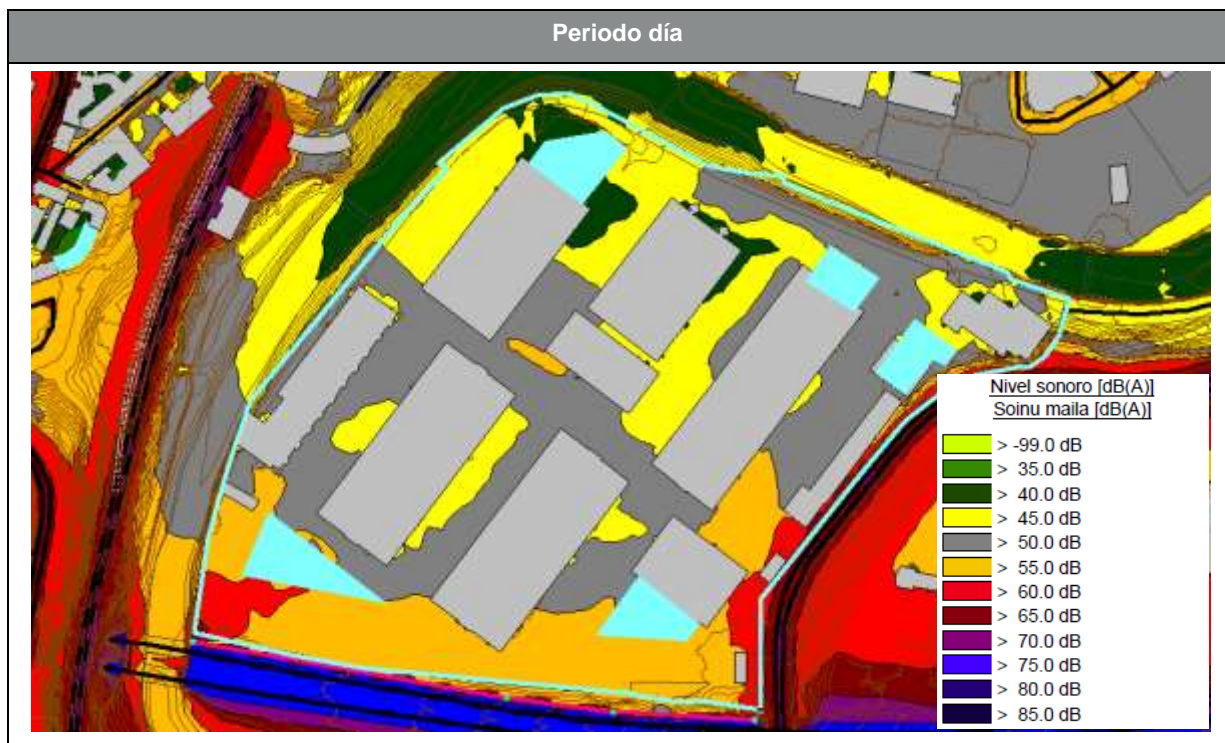 Periodo día
Nivel sonoro [dB(A)]
Soinu maila [dB(A)]
> -99.0 dB
> 35.0 dB
> 40.0 dB
> 45.0 dB
> 50.0 dB
> 55.0 dB
> 60.0 dB
> 65.0 dB
> 70.0 dB
> 75.0 dB
> 80.0 dB
> 85.0 dB